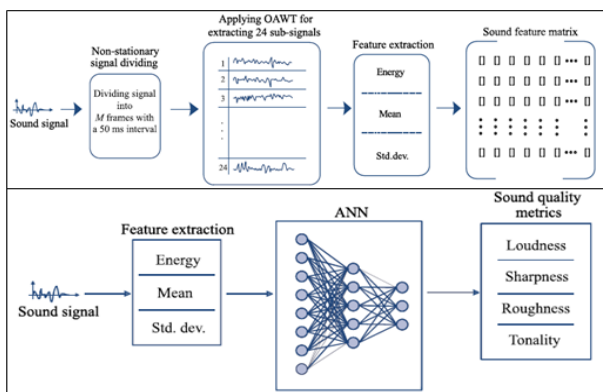 Non-stationary
signal dividing
Applying OAWT for
extracting 24 sub-signals
Feature extraction
Sound feature matrix
Sound signal
Dividing signal
into
M frames with
a 50 ms interval
1
2
3
24
Energy
Mean
Std.dev.
Feature extraction
ANN
Sound quality
metrics
Sound signal
Energy
Mean
Std. dev.
Loudness
Sharpness
Roughness
Tonality